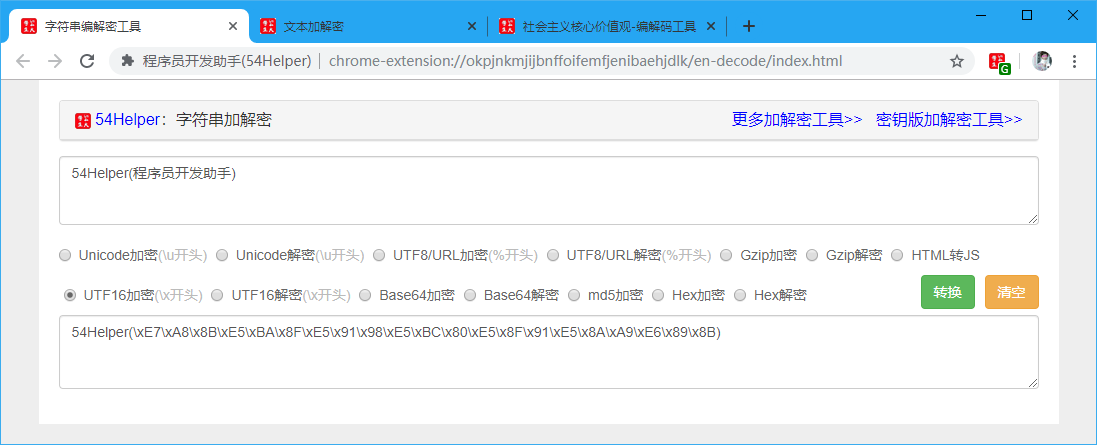 字符串编解密工具
文本加解密
社会主义核心价值观-编解码工具
程序员开发助手(54Helper) | chrome-extension://okpjnkmjijbnffoifemfjenibaehjdlk/en-decode/index.html
54Helper：字符串加解密 更多加解密工具>> 密钥版加解密工具>>
54Helper(程序员开发助手)
Unicode加密(\u开头) Unicode解密(\u开头) UTF8/URL加密(%开头) UTF8/URL解密(%开头) Gzip加密 Gzip解密 HTML转JS
UTF16加密(\x开头) UTF16解密(\x开头) Base64加密 Base64解密 md5加密 Hex加密 Hex解密 转换 清空
54Helper(\xE7\xA8\x8B\xE5\xBA\x8F\xE5\x91\x98\xE5\xBC\x80\xE5\x8F\x91\xE5\x8A\xA9\xE6\x89\x8B)